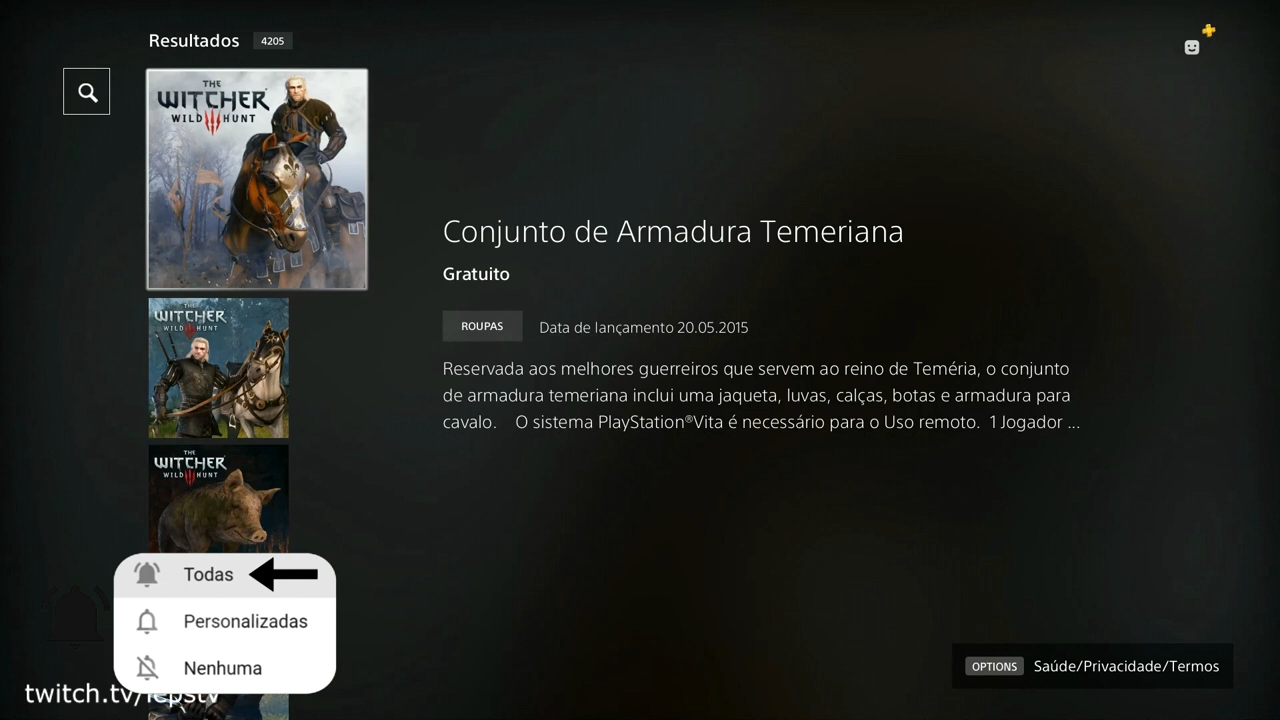 Resultados 4205
THE
WITCHER
WILD HUNT
Conjunto de Armadura Temeriana
Gratuito
ROUPAS Data de lançamento 20.05.2015
THE
WITCHER
WILD HUNT
Reservada aos melhores guerreiros que servem ao reino de Teméria, o conjunto
de armadura temeriana inclui uma jaqueta, luvas, calças, botas e armadura para
cavalo. O sistema PlayStation®Vita é necessário para o Uso remoto. 1 Jogador ...
THE
WITCHER
WILD HUNT
Todas
Personalizadas
Nenhuma
OPTIONS Saúde/Privacidade/Termos